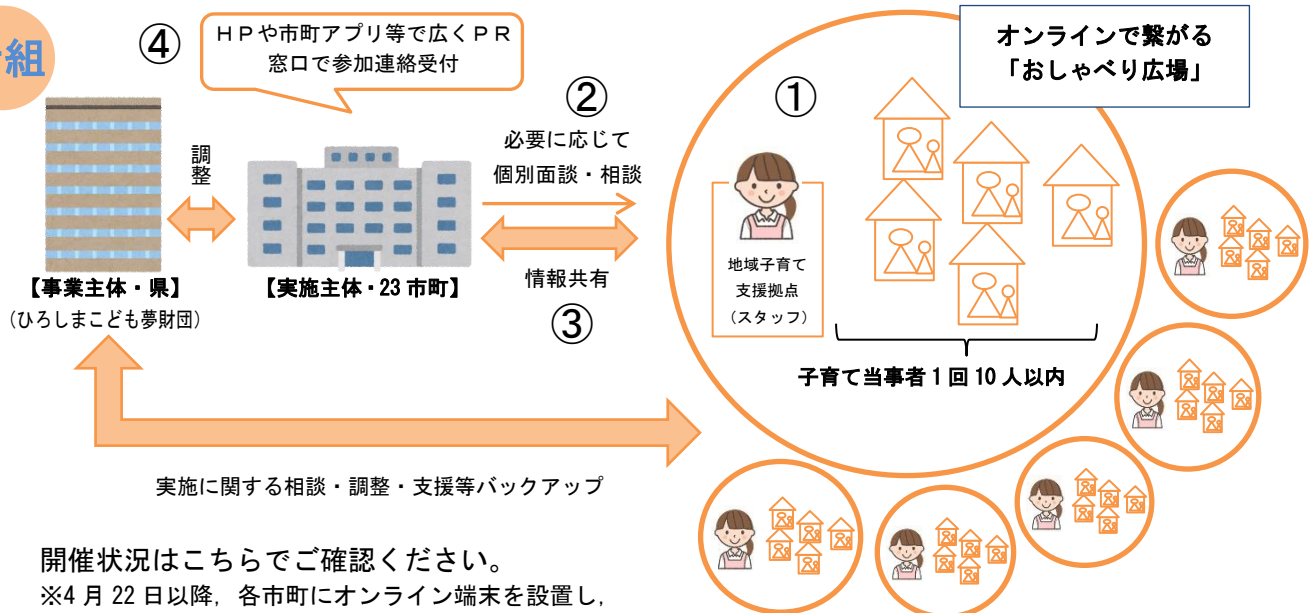 組
④
ＨＰや市町アプリ等で広くＰＲ
窓口で参加連絡受付
調整
【事業主体・県】
（ひろしまこども夢財団）
【実施主体・23 市町】
②
必要に応じて
個別面談・相談
情報共有
③
①
オンラインで繋がる
「おしゃべり広場」
地域子育て
支援拠点
（スタッフ）
子育て当事者１回 10 人以内
実施に関する相談・調整・支援等バックアップ
開催状況はこちらでご確認ください。
※4 月 22 日以降，各市町にオンライン端末を設置し，